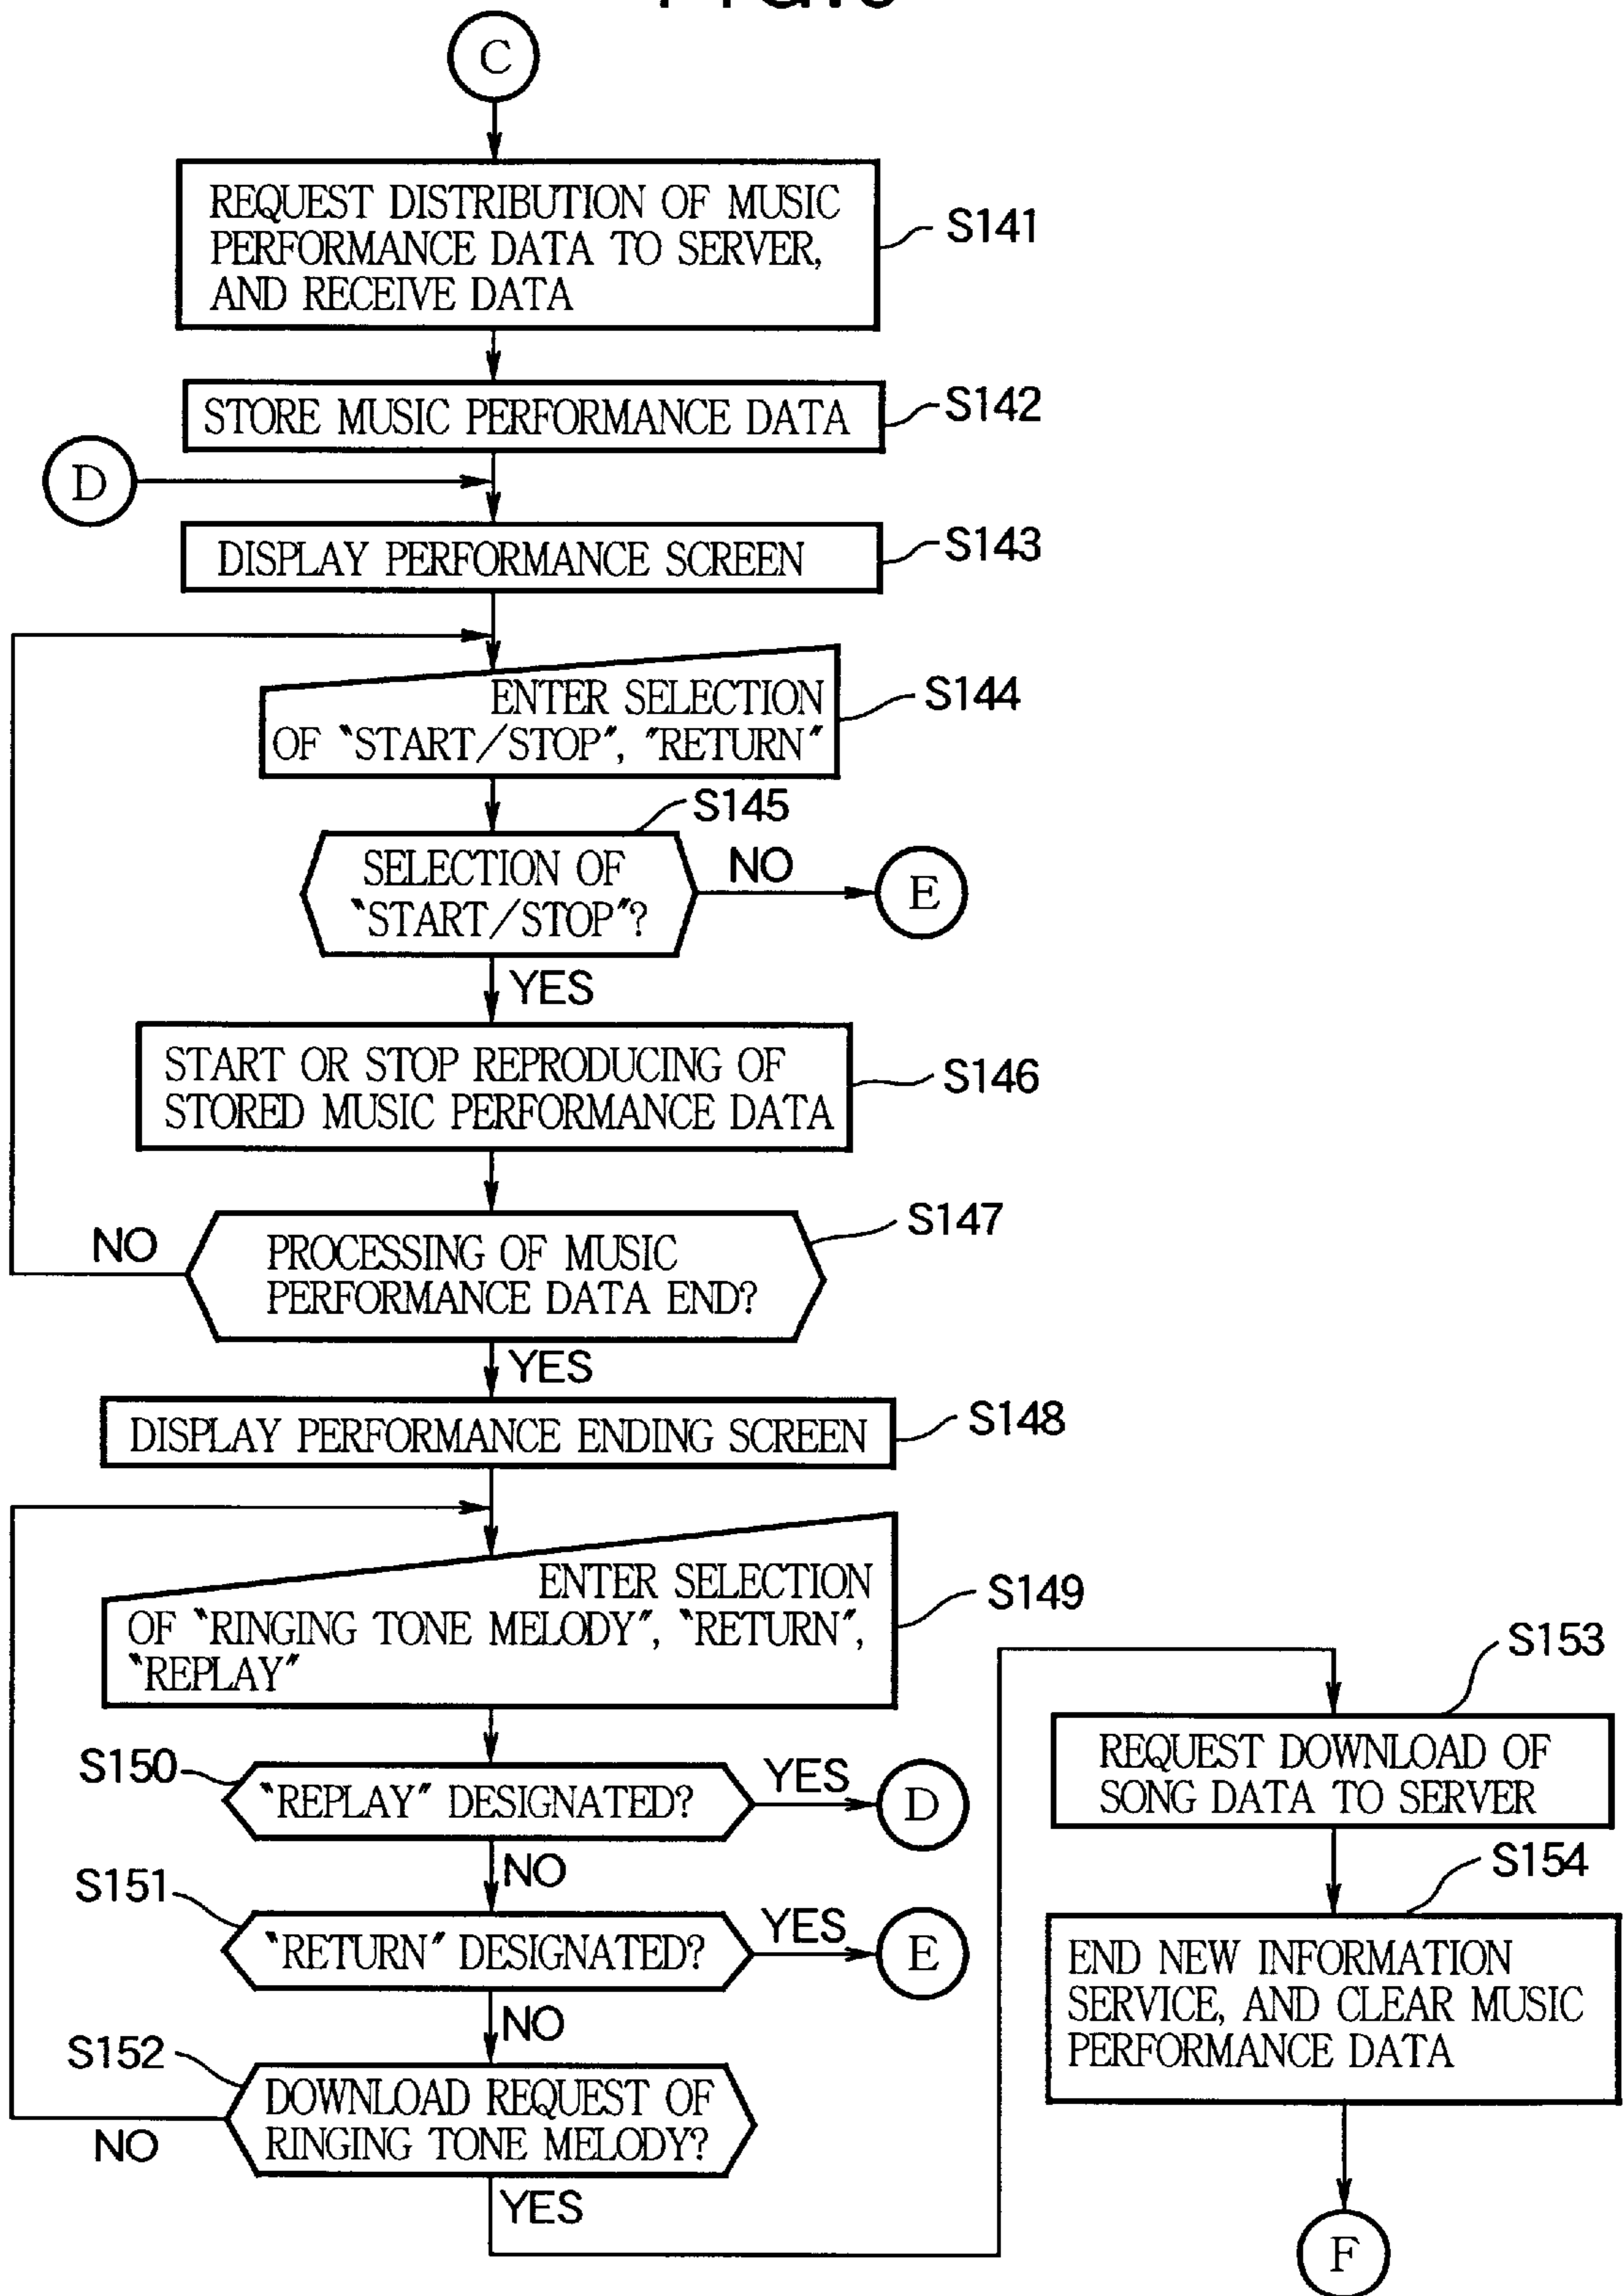 C
REQUEST DISTRIBUTION OF MUSIC
PERFORMANCE DATA TO SERVER,
AND RECEIVE DATA
S141
STORE MUSIC PERFORMANCE DATA
S142
D
DISPLAY PERFORMANCE SCREEN
S143
ENTER SELECTION
OF "START/STOP", "RETURN"
S144
S145
SELECTION OF
"START/STOP"?
NO
E
YES
START OR STOP REPRODUCING OF
STORED MUSIC PERFORMANCE DATA
S146
S147
NO
PROCESSING OF MUSIC
PERFORMANCE DATA END?
YES
DISPLAY PERFORMANCE ENDING SCREEN
S148
ENTER SELECTION
OF "RINGING TONE MELODY", "RETURN",
"REPLAY"
S149
S150
"REPLAY" DESIGNATED?
YES
D
NO
S151
"RETURN" DESIGNATED?
YES
E
NO
S152
DOWNLOAD REQUEST OF
RINGING TONE MELODY?
NO
YES
S153
REQUEST DOWNLOAD OF
SONG DATA TO SERVER
S154
END NEW INFORMATION
SERVICE, AND CLEAR MUSIC
PERFORMANCE DATA
F